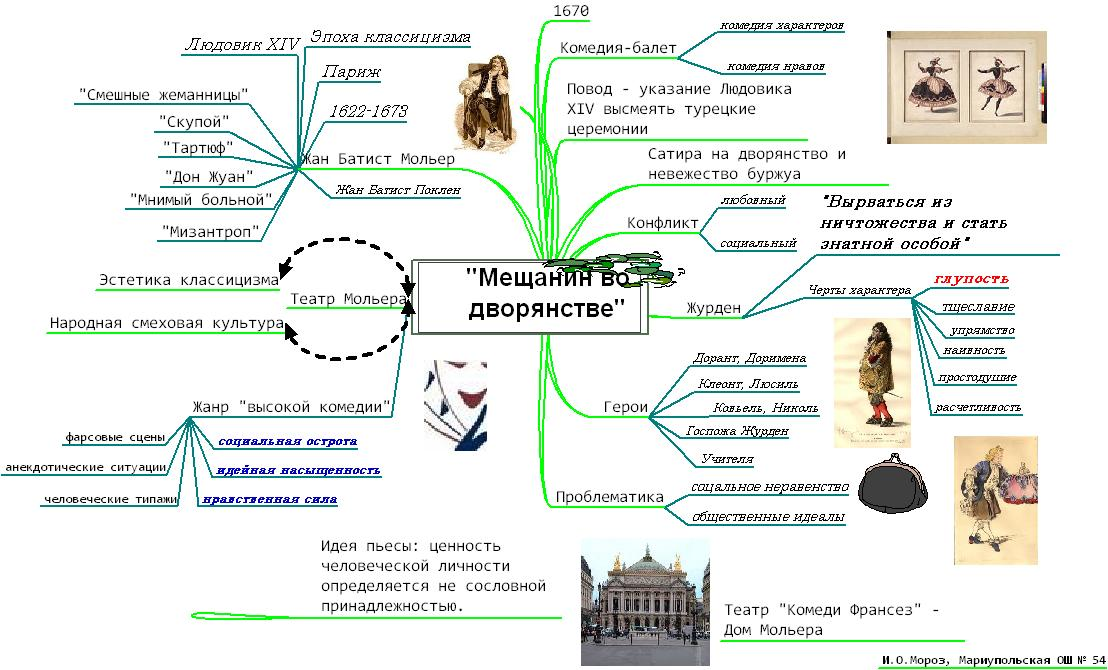 "Мещанин во
дворянстве"
Людовик XIV
Эпоха классицизма
Париж
1622-1673
"Смешные жеманницы"
"Скупой"
"Тартюф"
"Дон Жуан"
"Мнимый больной"
"Мизантроп"
Жан Батист Мольер
Жан Батист Поклен
Эстетика классицизма
Театр Мольера
Народная смеховая культура
Жанр "высокой комедии"
фарсовые сцены
анекдотические ситуации
человеческие типажи
социальная острота
идейная насыщенность
нравственная сила
1670
Комедия-балет
комедия характеров
комедия нравов
Повод - указание Людовика
XIV высмеять турецкие
церемонии
Сатира на дворянство и
невежество буржуа
Конфликт
любовный
социальный
"Вырваться из
ничтожества и стать
знатной особой"
Журден
Черты характера
глупость
тщеславие
упрямство
наивность
простодушие
расчетливость
Герои
Дорант, Доримена
Клеонт, Люсиль
Ковьель, Николь
Госпожа Журден
Учителя
Проблематика
соцальное неравенство
общественные идеалы
Идея пьесы: ценность
человеческой личности
определяется не сословной
принадлежностью.
Театр "Комеди Франсез" -
Дом Мольера
И.О.Мороз, Мариупольская ОШ № 54